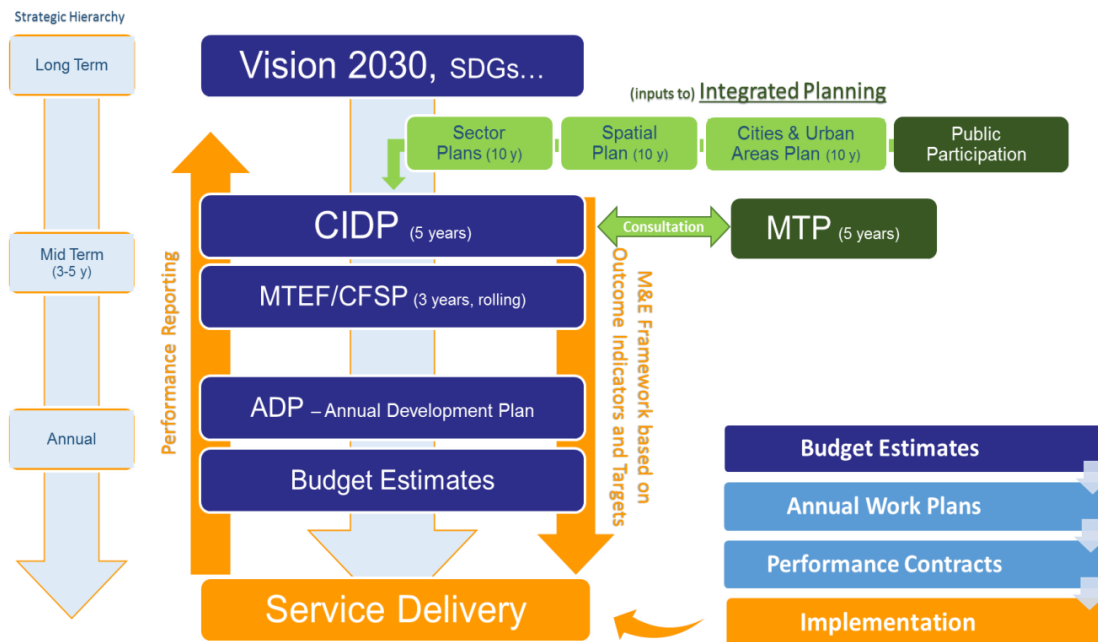 Strategic Hierarchy
Long Term
Mid Term
(3-5 y)
Annual
Vision 2030, SDGs...
(inputs to) Integrated Planning
Sector
Plans (10 y)
Spatial
Plan (10 y)
Cities & Urban
Areas Plan (10 y)
Public
Participation
CIDP (5 years)
Consultation
MTP (5 years)
MTEF/CFSP (3 years, rolling)
ADP – Annual Development Plan
Budget Estimates
Service Delivery
Performance Reporting
M&E Framework based on
Outcome Indicators and Targets
Budget Estimates
Annual Work Plans
Performance Contracts
Implementation